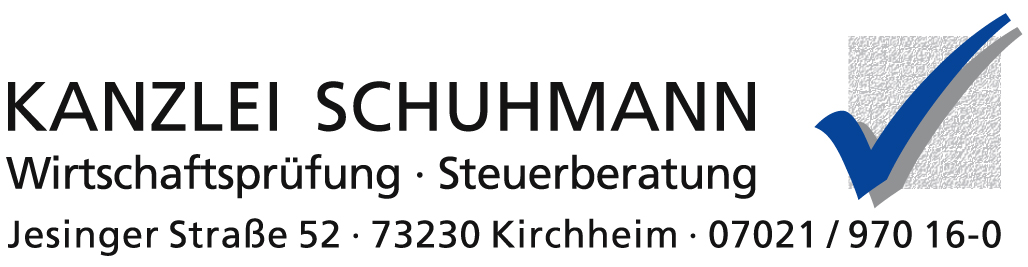 KANZLEI SCHUHMANN
Wirtschaftsprüfung · Steuerberatung
Jesinger Straße 52 · 73230 Kirchheim · 07021 / 970 16-0